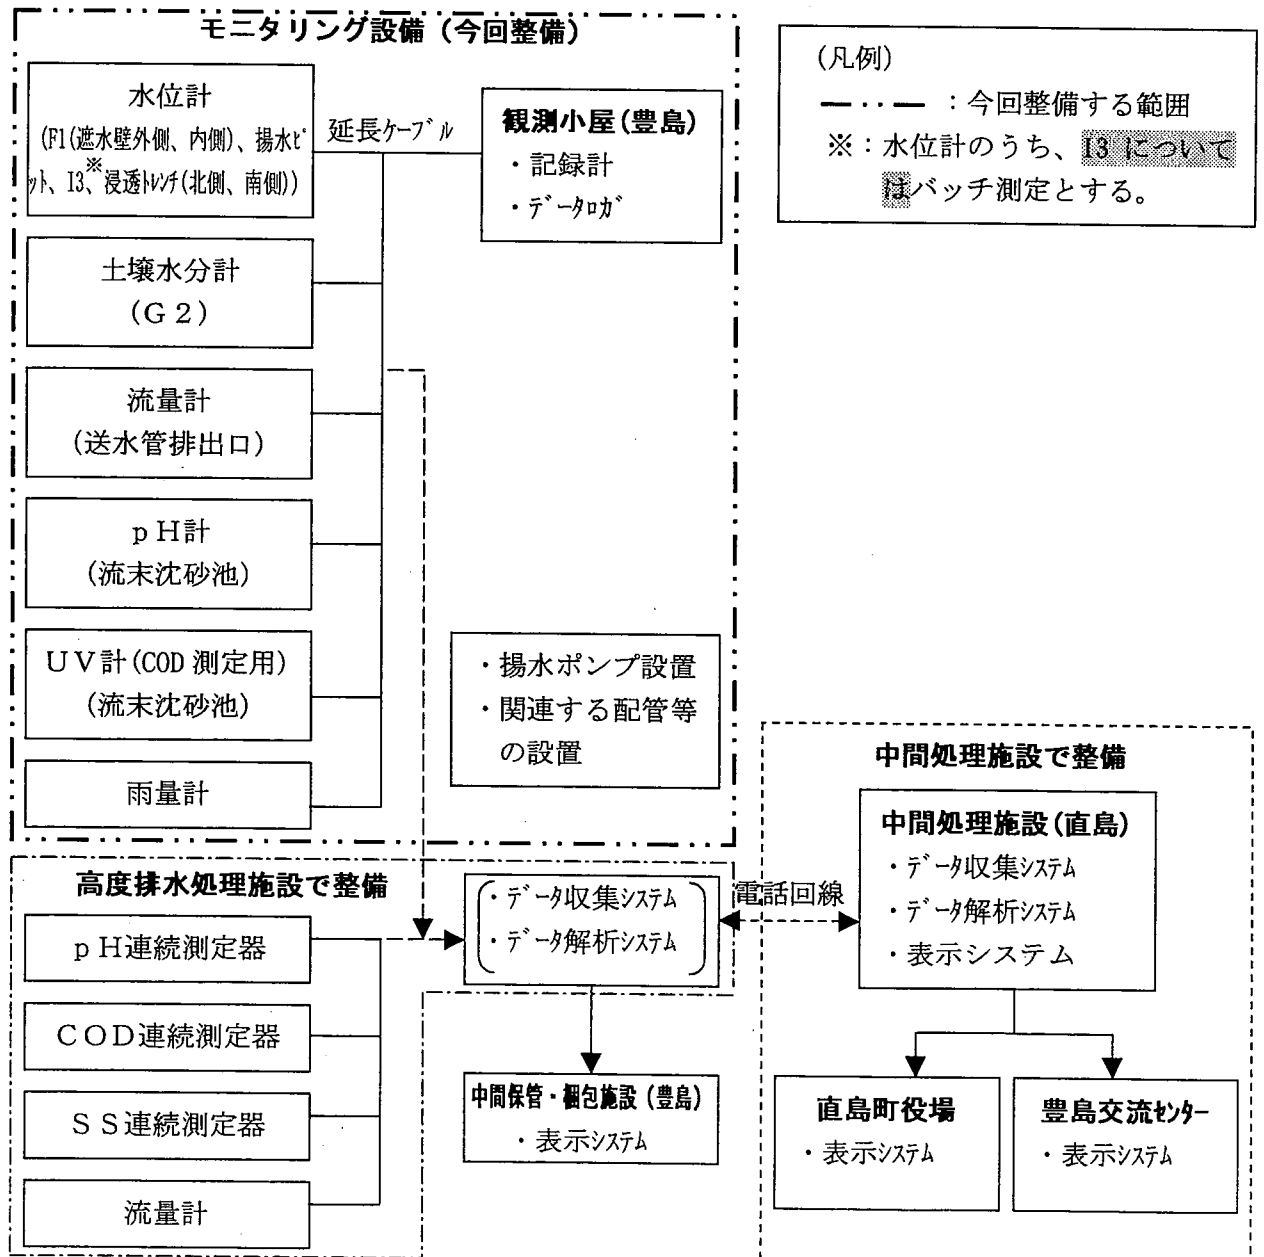 モニタリング設備（今回整備）
水位計
(F1(遮水壁外側、内側)、揚水ﾋﾟ
※
ｯﾄ、I3、浸透ﾄﾚﾝﾁ(北側、南側))
延長ｹｰﾌﾞﾙ
観測小屋(豊島)
・記録計
・ﾃﾞｰﾀﾛｶﾞ
(凡例)
：今回整備する範囲
※：水位計のうち、I3 について
はバッチ測定とする。
土壌水分計
(Ｇ２)
流量計
(送水管排出口)
ｐＨ計
(流末沈砂池)
ＵＶ計(COD 測定用)
(流末沈砂池)
雨量計
・揚水ポンプ設置
・関連する配管等
の設置
高度排水処理施設で整備
ｐＨ連続測定器
ＣＯＤ連続測定器
ＳＳ連続測定器
流量計
・ﾃﾞｰﾀ収集ｼｽﾃﾑ
・ﾃﾞｰﾀ解析ｼｽﾃﾑ
中間保管・梱包施設(豊島)
・表示ｼｽﾃﾑ
電話回線
中間処理施設で整備
中間処理施設(直島)
・ﾃﾞｰﾀ収集ｼｽﾃﾑ
・ﾃﾞｰﾀ解析ｼｽﾃﾑ
・表示システム
直島町役場
・表示ｼｽﾃﾑ
豊島交流ｾﾝﾀｰ
・表示ｼｽﾃﾑ